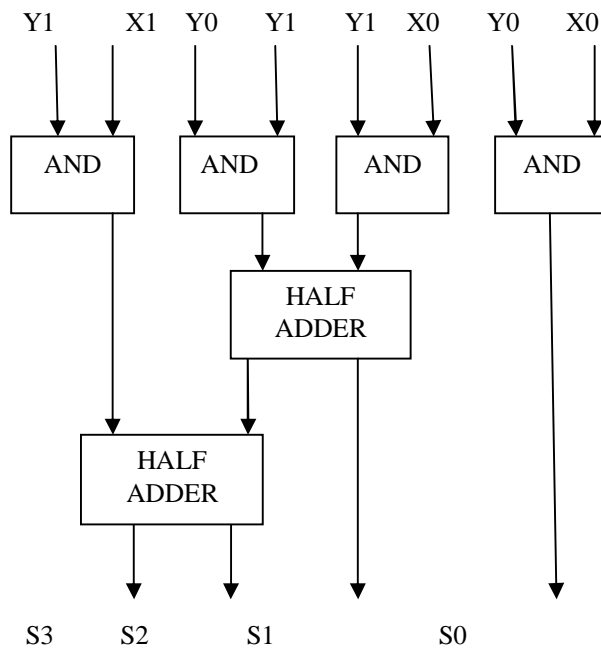 Y1 X1 Y0 Y1 Y1 X0 Y0 X0
AND AND AND AND
HALF
ADDER
HALF
ADDER
S3 S2 S1 S0